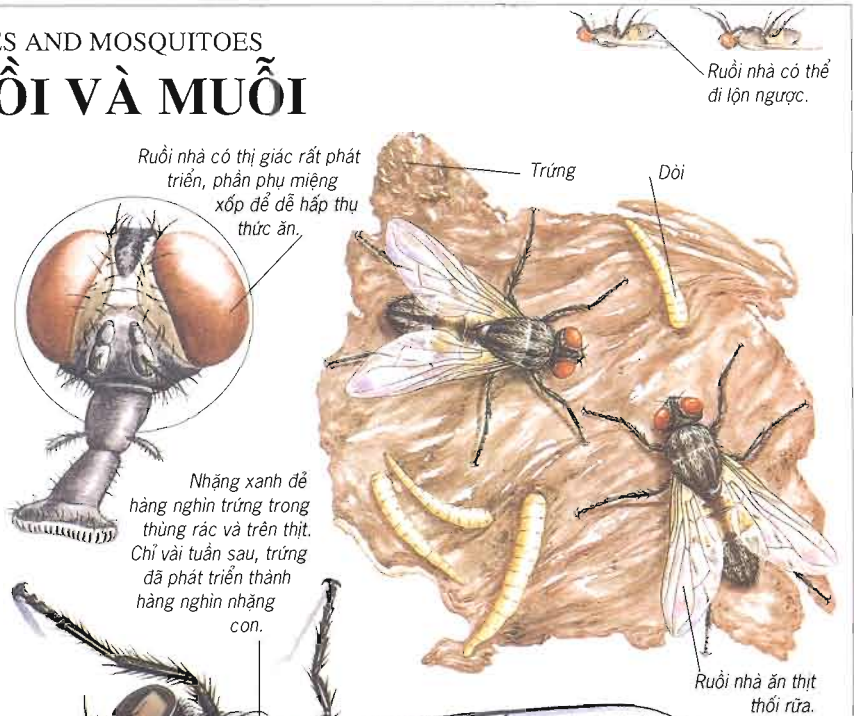 ES AND MOSQUITOES
ỒI VÀ MUỖI
Ruồi nhà có thể
đi lộn ngược.
Ruồi nhà có thị giác rất phát
triển, phần phụ miệng
xốp để dễ hấp thụ
thức ăn.
Trứng
Dòi
Nhặng xanh đẻ
hàng nghìn trứng trong
thùng rác và trên thịt.
Chỉ vài tuần sau, trứng
đã phát triển thành
hàng nghìn nhặng
con.
Ruồi nhà ăn thịt
thối rữa.